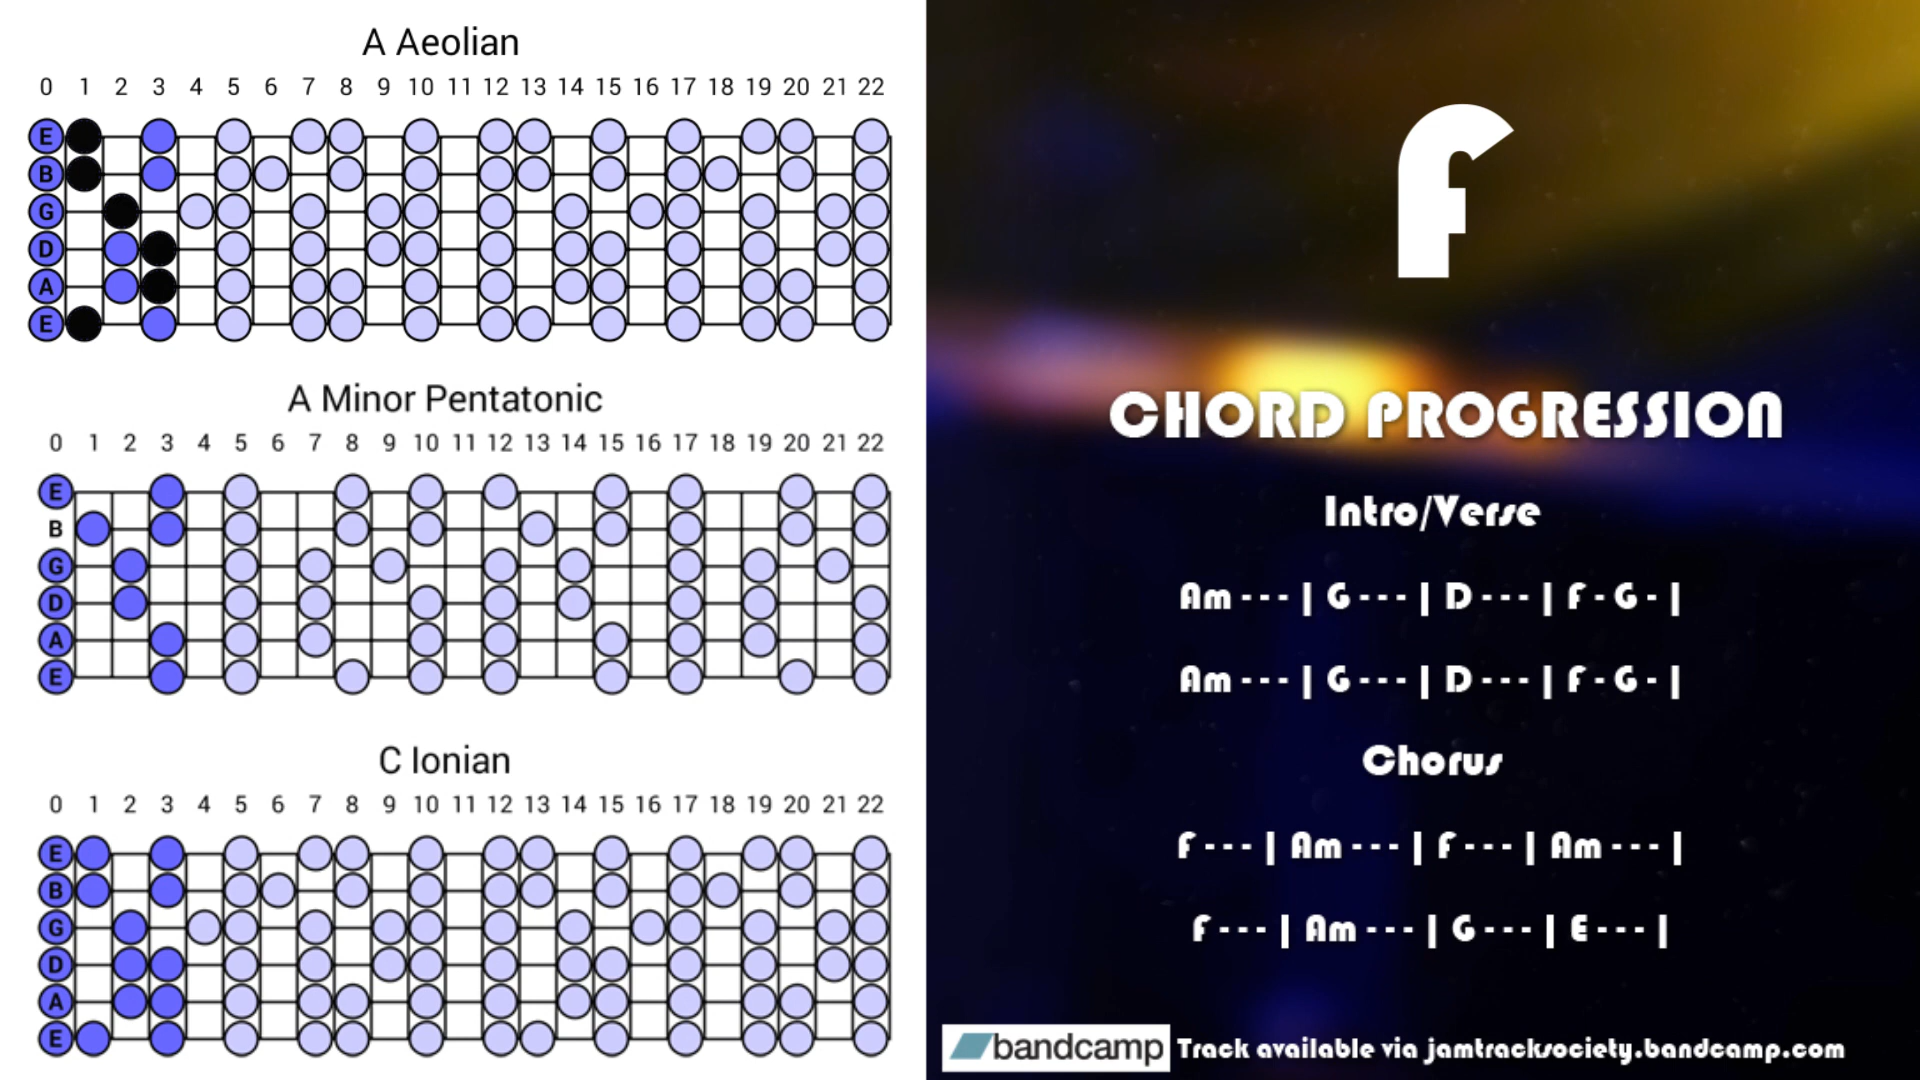 A Aeolian
0 1 2 3 4 5 6 7 8 9 10 11 12 13 14 15 16 17 18 19 20 21 22
E
B
G
D
A
E
A Minor Pentatonic
0 1 2 3 4 5 6 7 8 9 10 11 12 13 14 15 16 17 18 19 20 21 22
E
B
G
D
A
E
C Ionian
0 1 2 3 4 5 6 7 8 9 10 11 12 13 14 15 16 17 18 19 20 21 22
E
B
G
D
A
E
F
CHORD PROGRESSION
Intro/Verse
Am - - - | G - - - | D - - - | F - G - |
Am - - - | G - - - | D - - - | F - G - |
Chorus
F - - - | Am - - - | F - - - | Am - - - |
F - - - | Am - - - | G - - - | E - - - |
bandcamp Track available via jamtracksociety.bandcamp.com